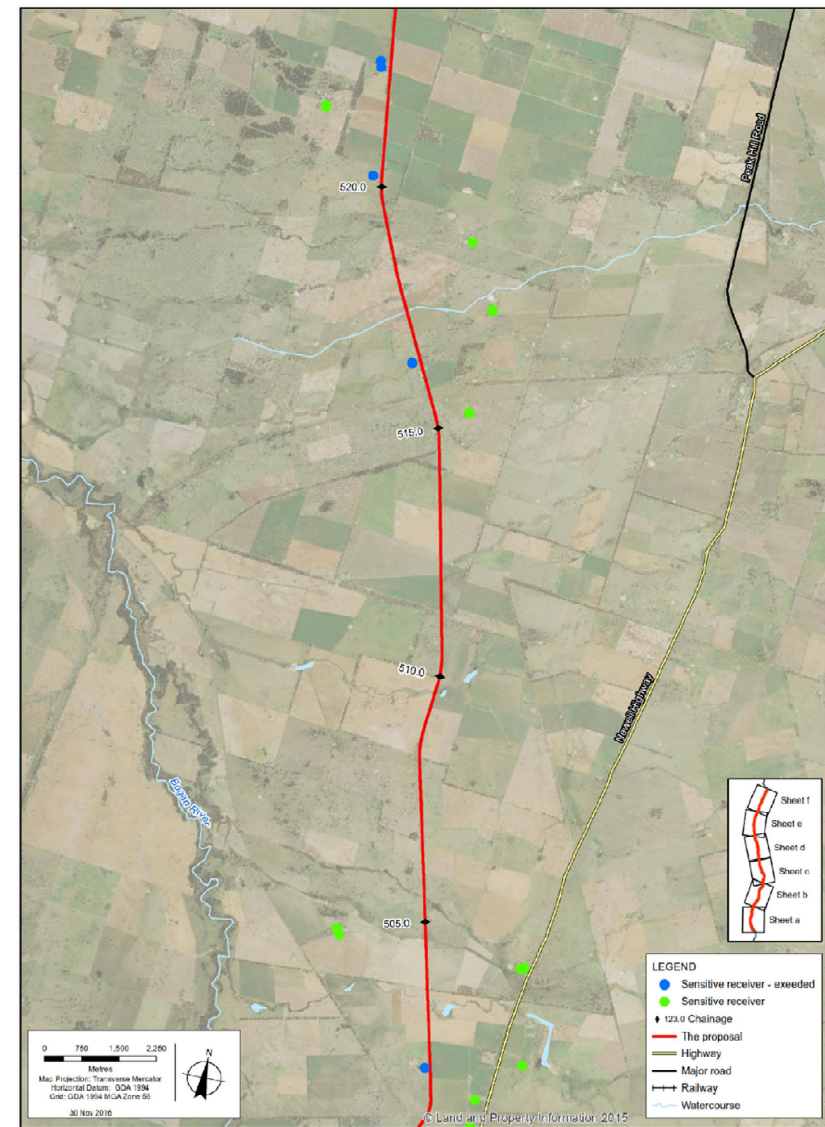 Peak Hill Road
520.0
515.0
510.0
Newell Highway
Bogan River
505.0
Sheet f
Sheet e
Sheet d
Sheet c
Sheet b
Sheet a
LEGEND
Sensitive receiver - exeeded
Sensitive receiver
123.0 Chainage
The proposal
Highway
Major road
Railway
Watercourse
0 750 1,500 2,250
Metres
Map Projection: Transverse Mercator
Horizontal Datum: GDA 1994
Grid: GDA 1994 MGA Zone 56
N
30 Nov 2016
© Land and Property Information 2015